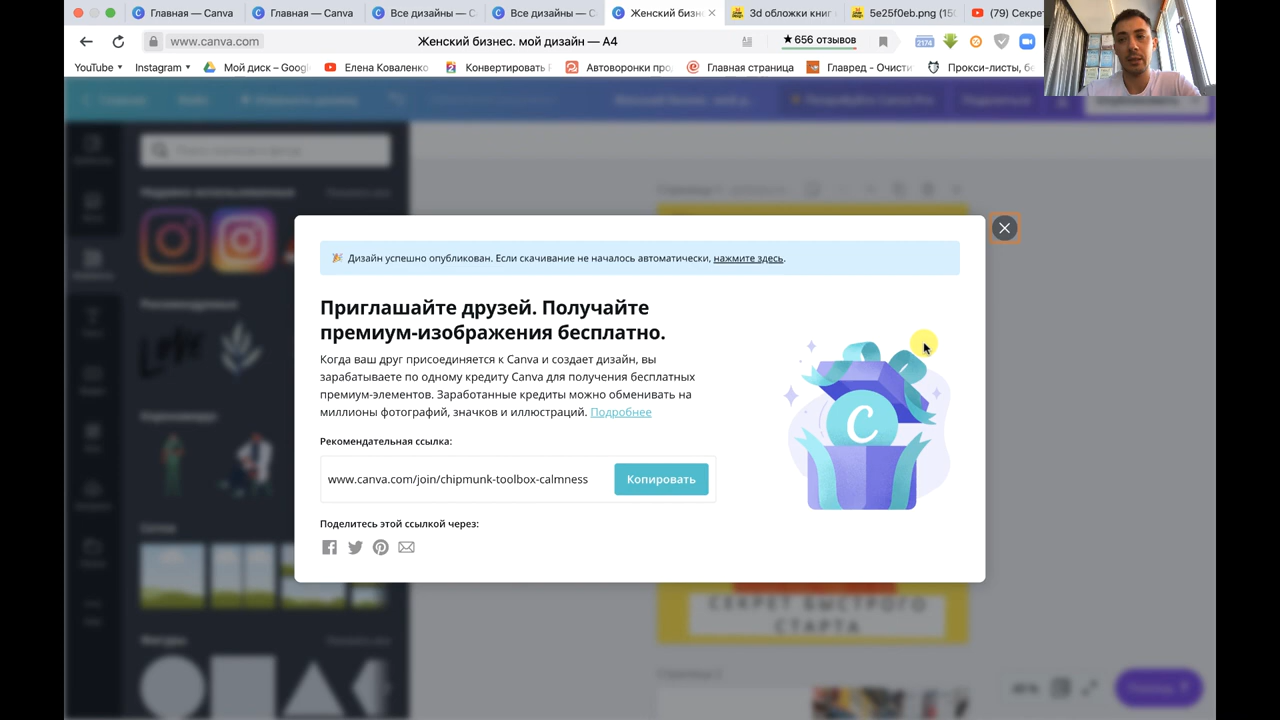 Главная — Canva
Главная — Canva
Все дизайны — C
Все дизайны — C
Женский бизн
3d обложки книг
5e25f0eb.png (15
(79) Секрет
www.canva.com
Женский бизнес. мой дизайн — A4
★656 отзывов
2174
YouTube
Instagram
Мой диск – Googl
Елена Коваленко
Конвертировать P
Автоворонки про
Главная страница
Главред – Очисти
Прокси-листы, бе
Дизайн успешно опубликован. Если скачивание не началось автоматически, нажмите здесь.
Приглашайте друзей. Получайте
премиум-изображения бесплатно.
Когда ваш друг присоединяется к Canva и создает дизайн, вы
зарабатываете по одному кредиту Canva для получения бесплатных
премиум-элементов. Заработанные кредиты можно обменивать на
миллионы фотографий, значков и иллюстраций. Подробнее
Рекомендательная ссылка:
www.canva.com/join/chipmunk-toolbox-calmness
Копировать
Поделитесь этой ссылкой через:
СЕКРЕТ БЫСТРОГО
СТАРТА